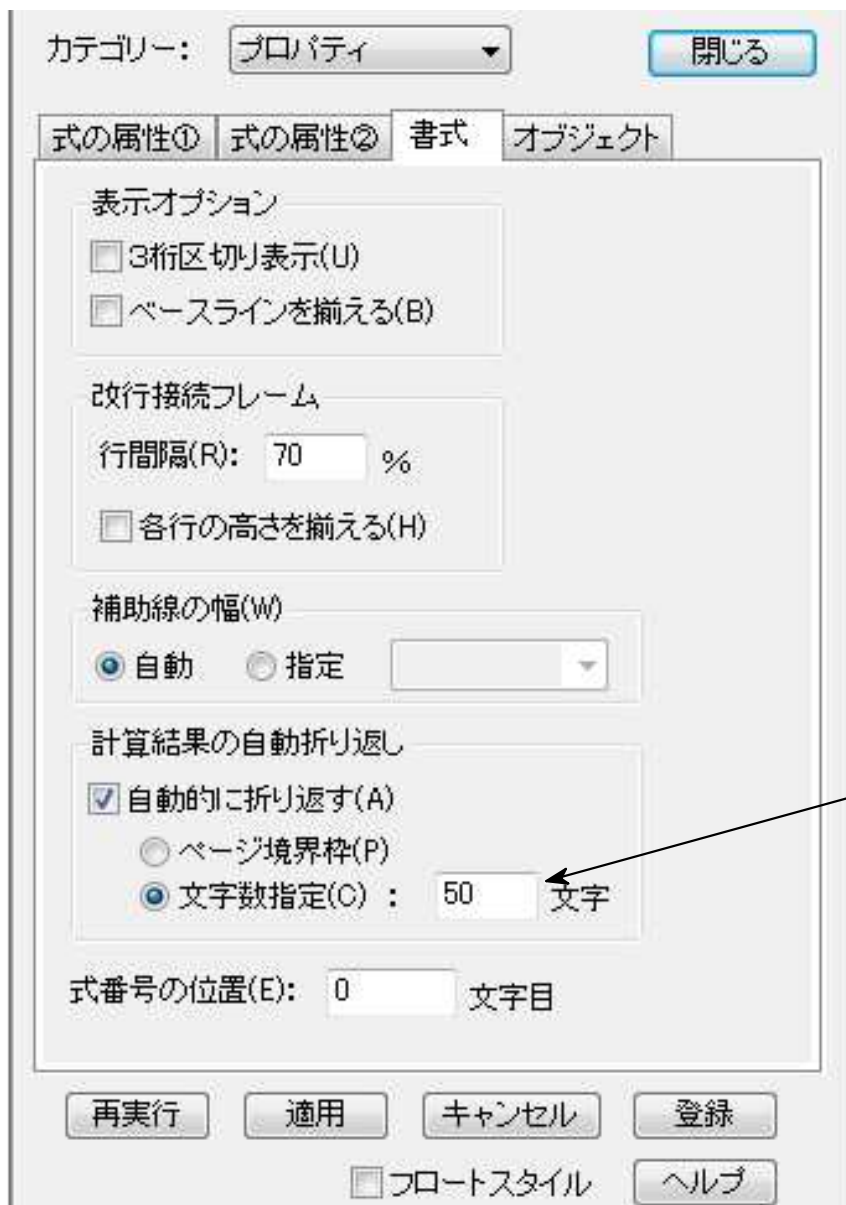 カテゴリー: プロパティ 閉じる
式の属性① 式の属性② 書式 オブジェクト
表示オプション
3桁区切り表示(U)
ベースラインを揃える(B)
改行接続フレーム
行間隔(R): 70 %
各行の高さを揃える(H)
補助線の幅(W)
自動 指定
計算結果の自動折り返し
自動的に折り返す(A)
ページ境界枠(P)
文字数指定(C) : 50 文字
式番号の位置(E): 0 文字目
再実行 適用 キャンセル 登録
フロートスタイル ヘルプ